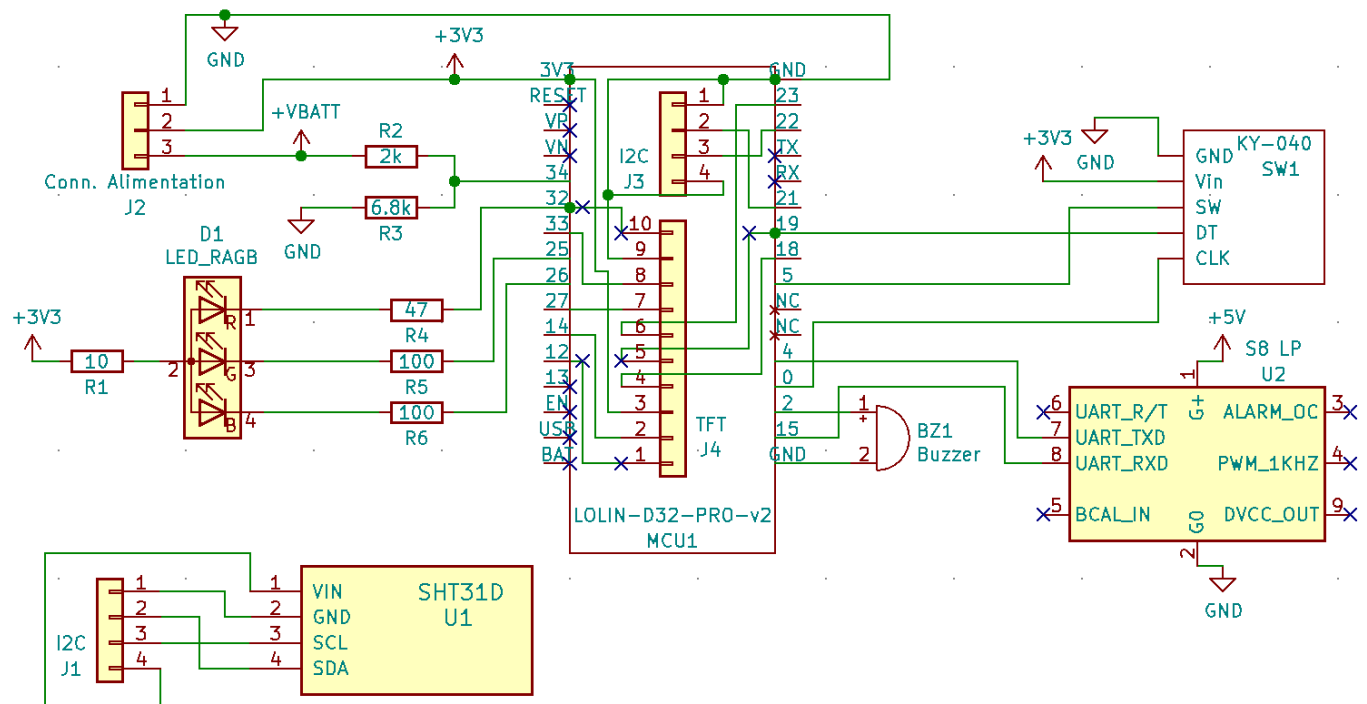 GND
+3V3
1
2
3
Conn. Alimentation
J2
+VBATT
R2
2k
6.8k
R3
GND
D1
LED_RAGB
R
G
B
1
2
3
4
+3V3
10
R1
47
R4
100
R5
100
R6
3V3
RESET
VP
VN
34
32
33
25
26
27
14
12
13
EN
USB
BAT
GND
23
22
TX
RX
21
19
18
5
NC
NC
4
0
2
15
GND
I2C
J3
1
2
3
4
10
9
8
7
6
5
4
3
2
1
TFT
J4
LOLIN-D32-PRO-v2
MCU1
1
+
2
BZ1
Buzzer
+3V3
GND
KY-040
SW1
GND
Vin
SW
DT
CLK
+5V
S8 LP
U2
1
G+
6
UART_R/T
7
UART_TXD
8
UART_RXD
5
BCAL_IN
ALARM_OC
3
PWM_1KHZ
4
DVCC_OUT
9
G0
2
GND
I2C
J1
1
2
3
4
1
2
3
4
VIN
GND
SCL
SDA
SHT31D
U1